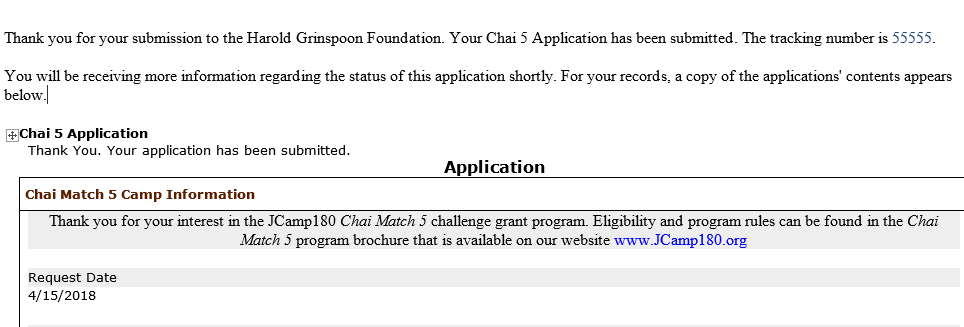 Thank you for your submission to the Harold Grinspoon Foundation. Your Chai 5 Application has been submitted. The tracking number is 55555.
You will be receiving more information regarding the status of this application shortly. For your records, a copy of the applications' contents appears
below.
Chai 5 Application
Thank You. Your application has been submitted.
Application
Chai Match 5 Camp Information
Thank you for your interest in the JCamp180 Chai Match 5 challenge grant program. Eligibility and program rules can be found in the Chai
Match 5 program brochure that is available on our website www.JCamp180.org
Request Date
4/15/2018